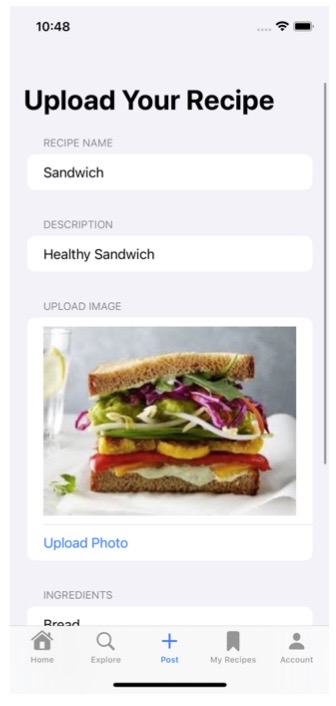 10:48
Upload Your Recipe
RECIPE NAME
Sandwich
DESCRIPTION
Healthy Sandwich
UPLOAD IMAGE
Upload Photo
INGREDIENTS
Bread
Home Explore Post My Recipes Account